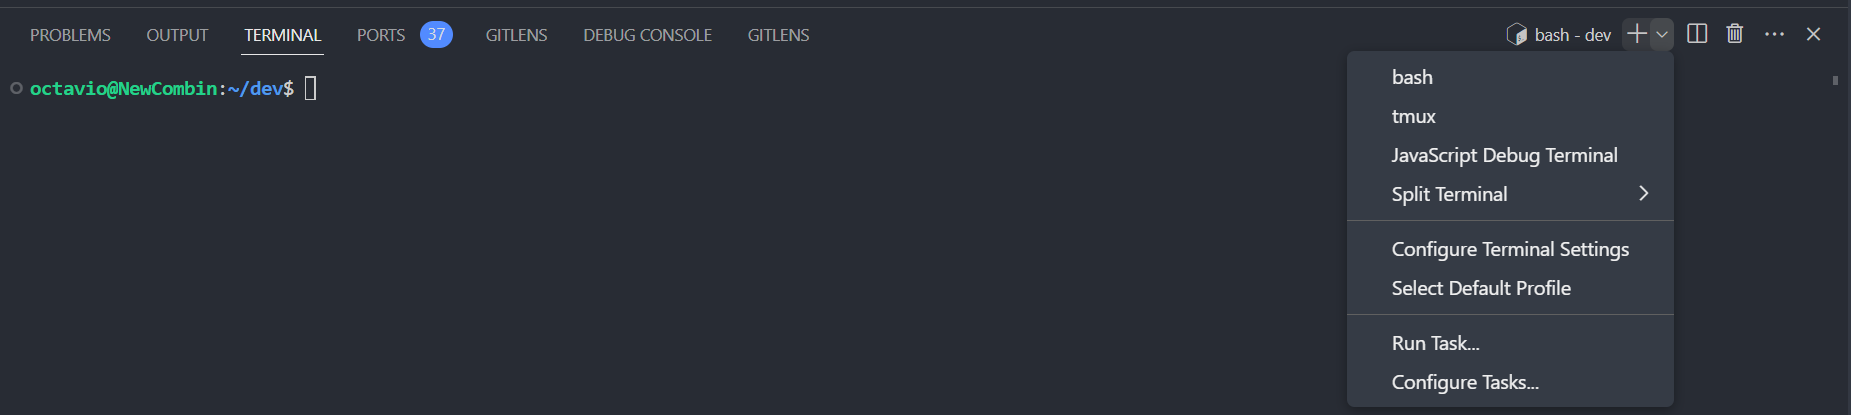 PROBLEMS OUTPUT TERMINAL PORTS 37 GITLENS DEBUG CONSOLE GITLENS bash - dev
octavio@NewCombin:~/dev$
bash
tmux
JavaScript Debug Terminal
Split Terminal
Configure Terminal Settings
Select Default Profile
Run Task...
Configure Tasks...